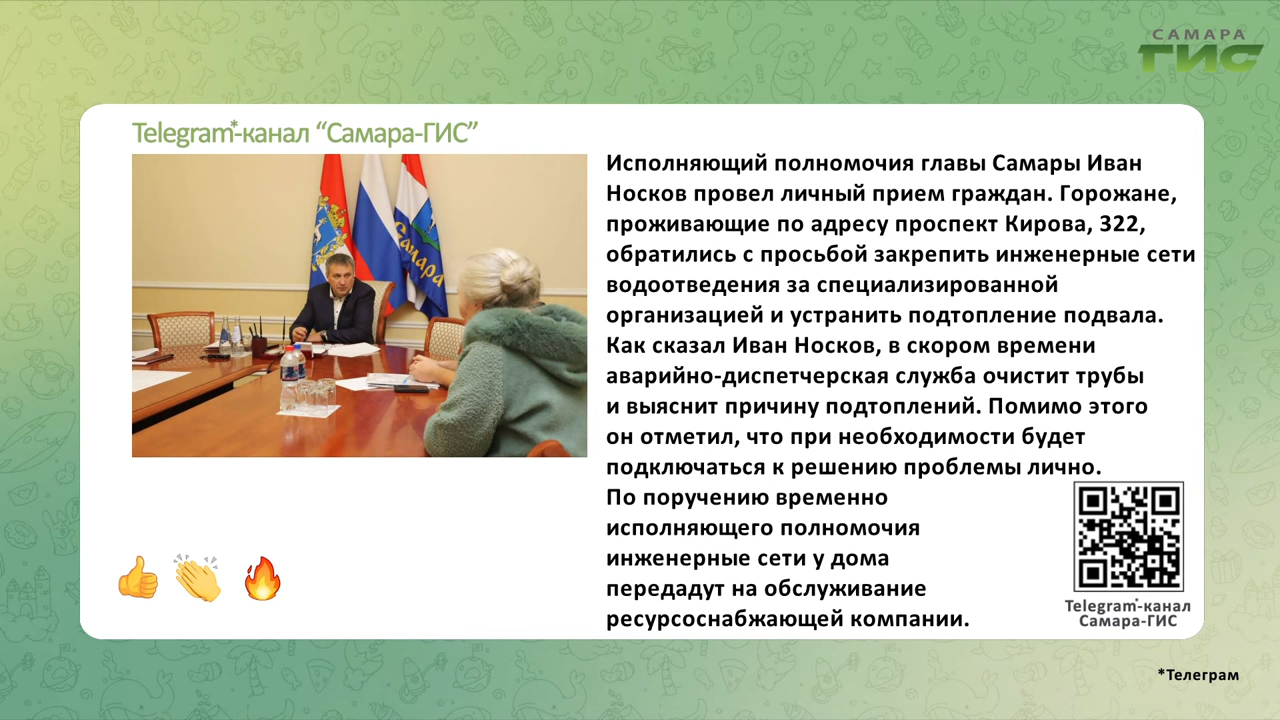 САМАРА
ГИС
Telegram*-канал “Самара-ГИС”
Самара
Исполняющий полномочия главы Самары Иван
Носков провел личный прием граждан. Горожане,
проживающие по адресу проспект Кирова, 322,
обратились с просьбой закрепить инженерные сети
водоотведения за специализированной
организацией и устранить подтопление подвала.
Как сказал Иван Носков, в скором времени
аварийно-диспетчерская служба очистит трубы
и выяснит причину подтоплений. Помимо этого
он отметил, что при необходимости будет
подключаться к решению проблемы лично.
По поручению временно
исполняющего полномочия
инженерные сети у дома
передадут на обслуживание
ресурсоснабжающей компании.
Telegram*-канал
Самара-ГИС
*Телеграм